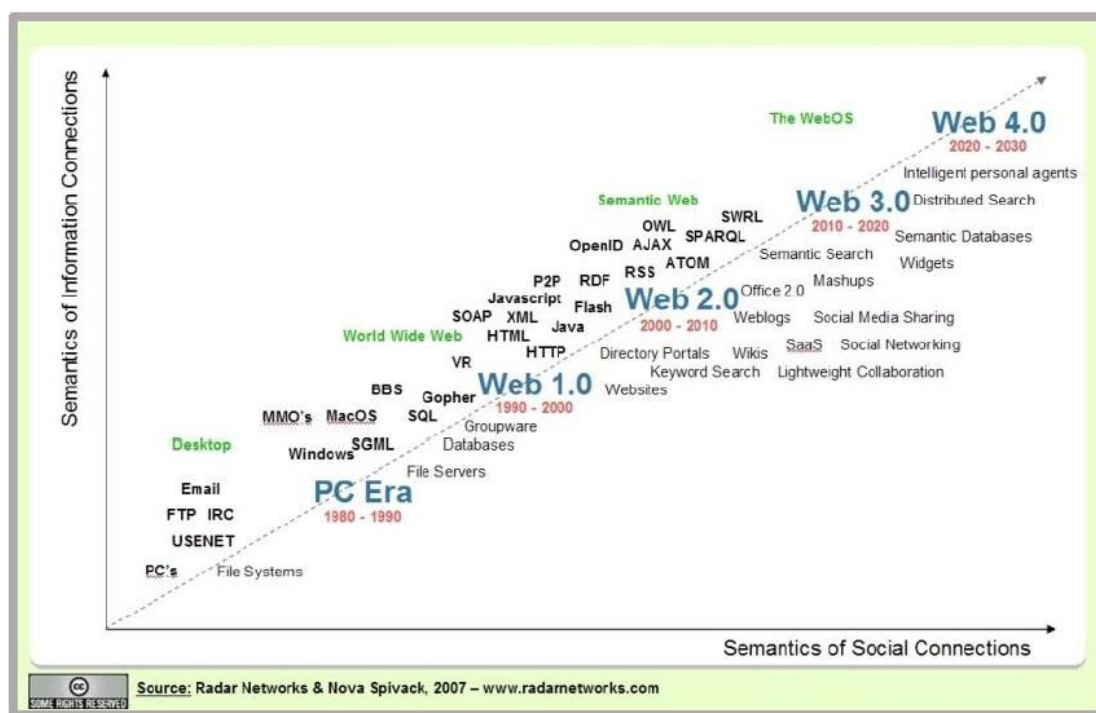 Semantics of Information Connections
The WebOS
Web 4.0
2020 - 2030
Intelligent personal agents
Semantic Web
Web 3.0
Distributed Search
2010 - 2020
SWRL
OWL
SPARQL
Semantic Databases
OpenID AJAX
Semantic Search
ATOM
Widgets
RSS
P2P RDF
Mashups
Office 2.0
Javascript
Flash
Web 2.0
2000 - 2010
SOAP XML
Weblogs
Social Media Sharing
Java
World Wide Web
HTML
SaaS
Social Networking
HTTP
Directory Portals
Wikis
VR
Keyword Search
Lightweight Collaboration
Web 1.0
1990 - 2000
Websites
BBS
Gopher
MMO's MacOS SQL
Groupware
Desktop
SGML
Databases
Windows
File Servers
Email
PC Era
1980 - 1990
FTP IRC
USENET
PC's
File Systems
Semantics of Social Connections
cc
SOME RIGHTS RESERVED
Source: Radar Networks & Nova Spivack, 2007 – www.radarnetworks.com